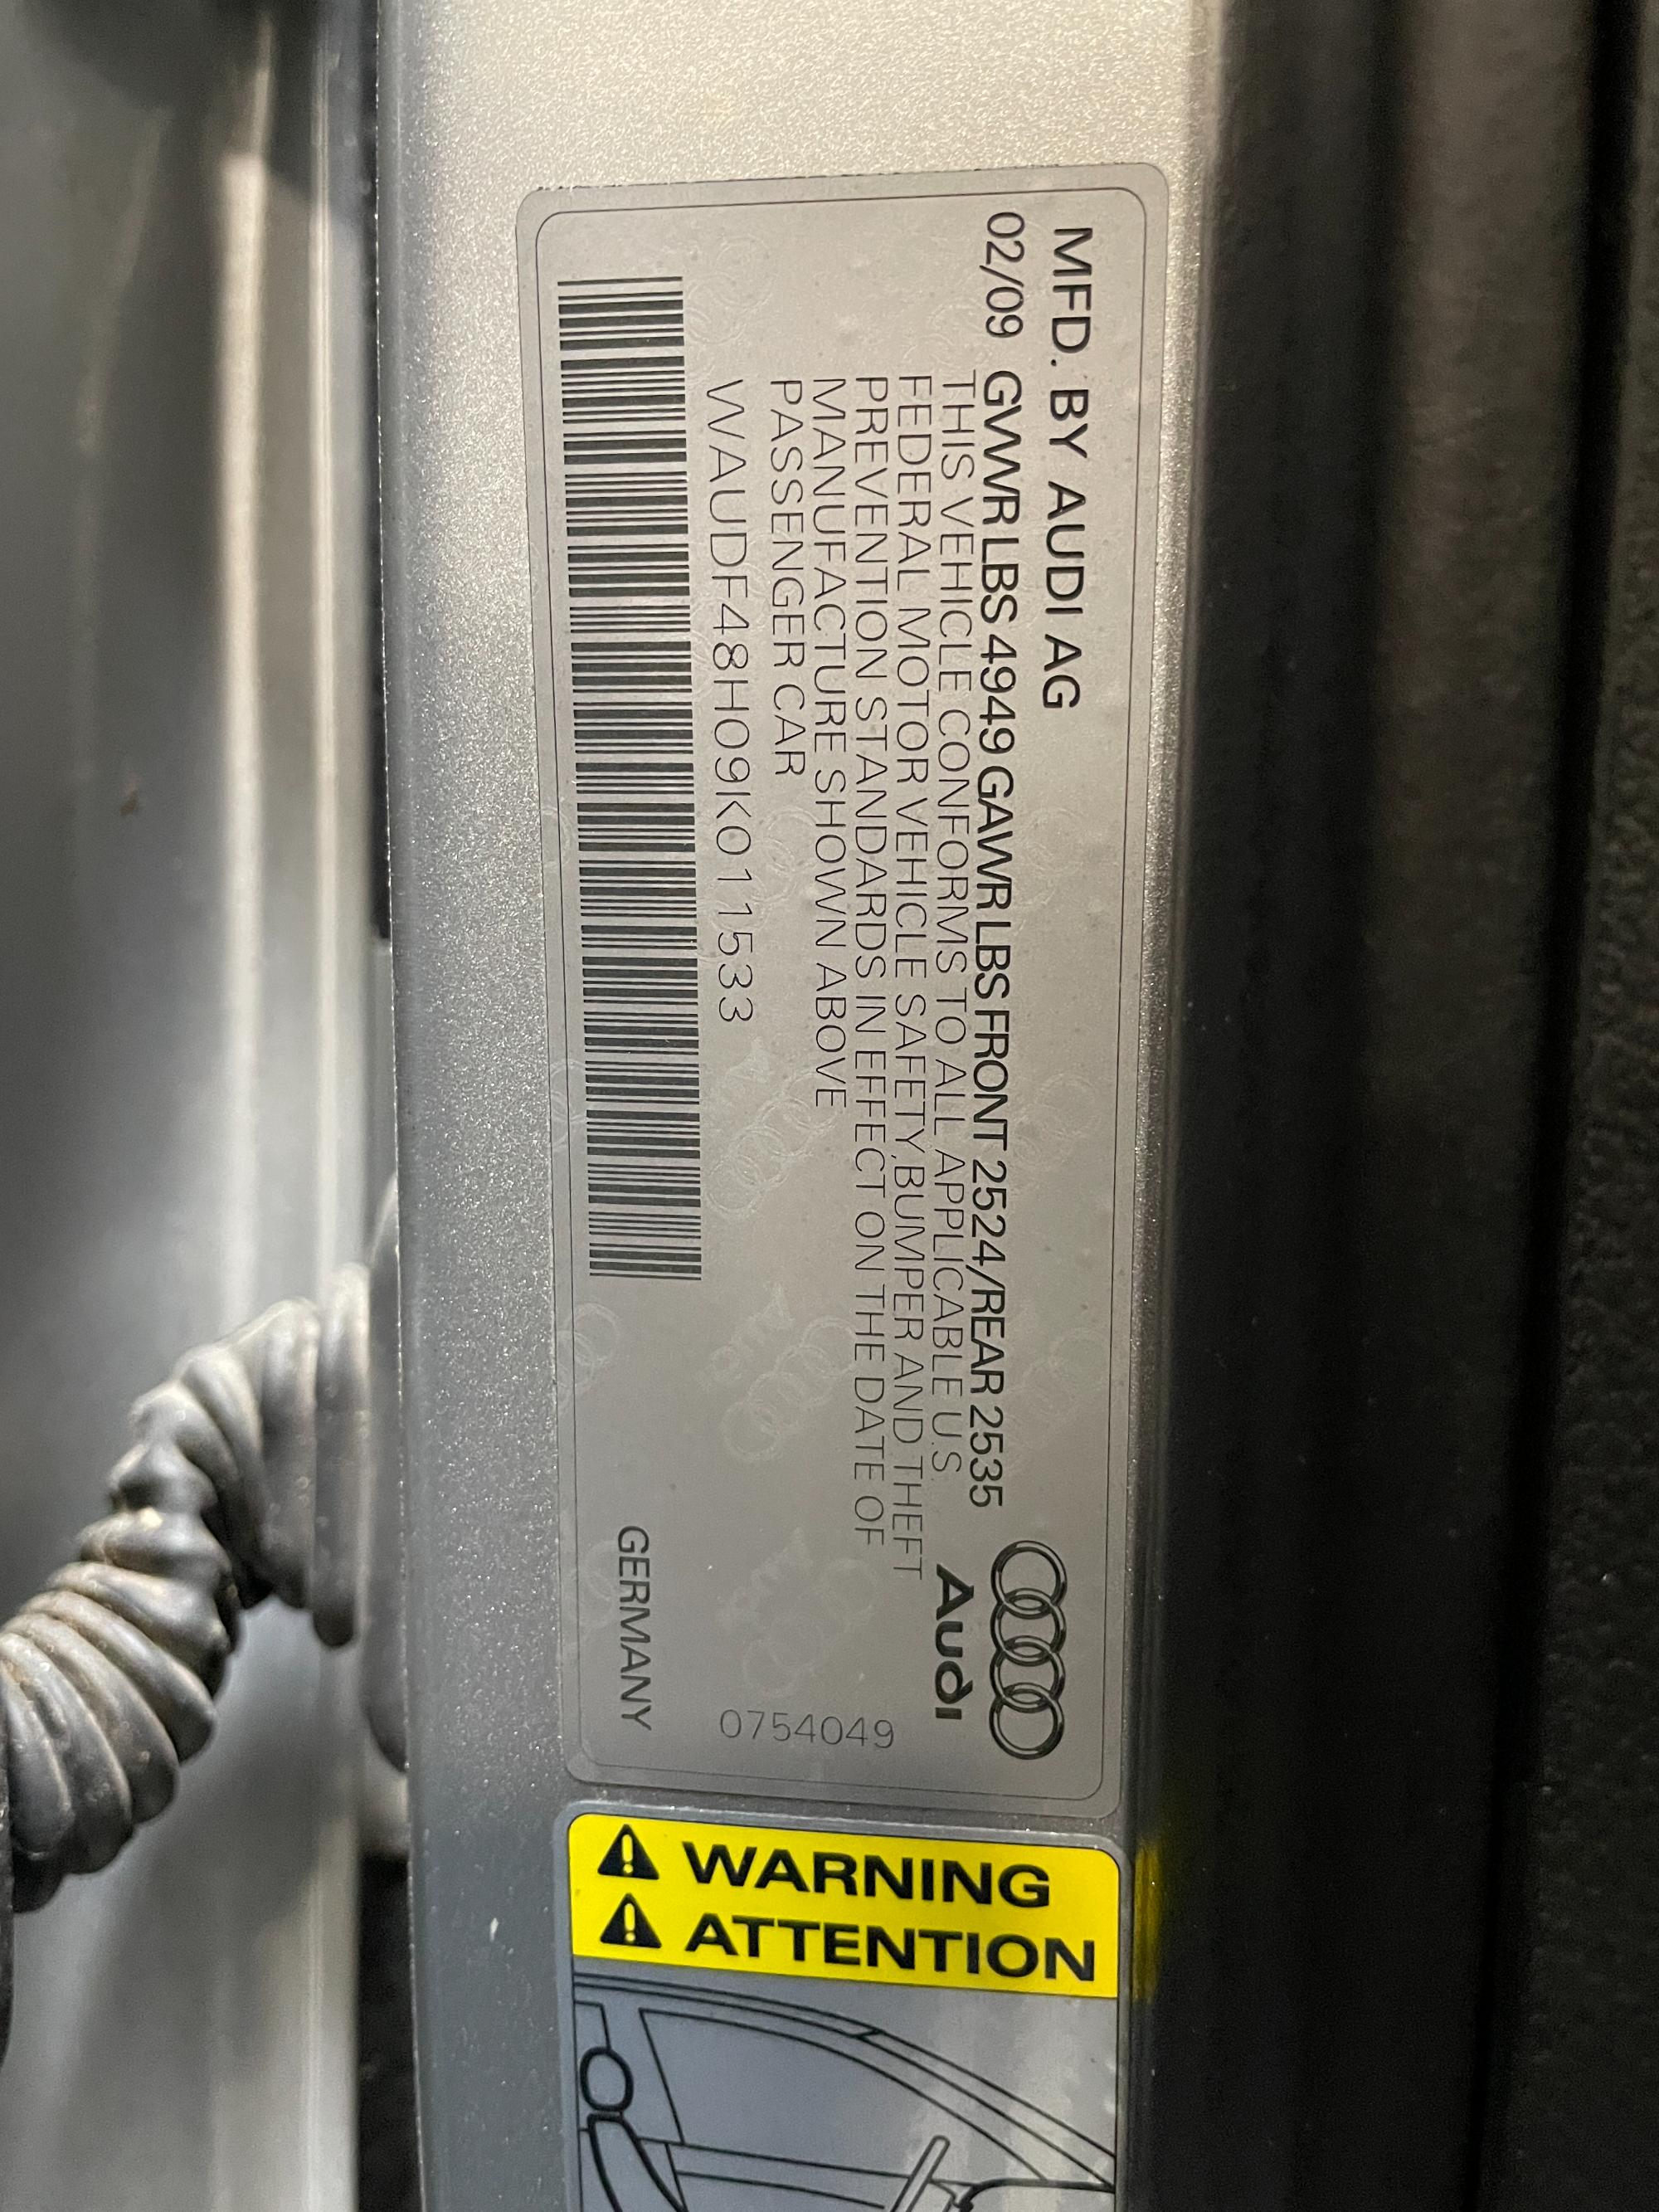 MFD. BY AUDI AG
02/09 GVWR LBS 4949 GAWR LBS FRONT 2524/REAR 2535
THIS VEHICLE CONFORMS TO ALL APPLICABLE U.S.
FEDERAL MOTOR VEHICLE SAFETY,BUMPER AND THEFT
PREVENTION STANDARDS IN EFFECT ON THE DATE OF
MANUFACTURE SHOWN ABOVE
PASSENGER CAR
WAUDF48H09K011533
Audi
0754049
GERMANY
WARNING
ATTENTION